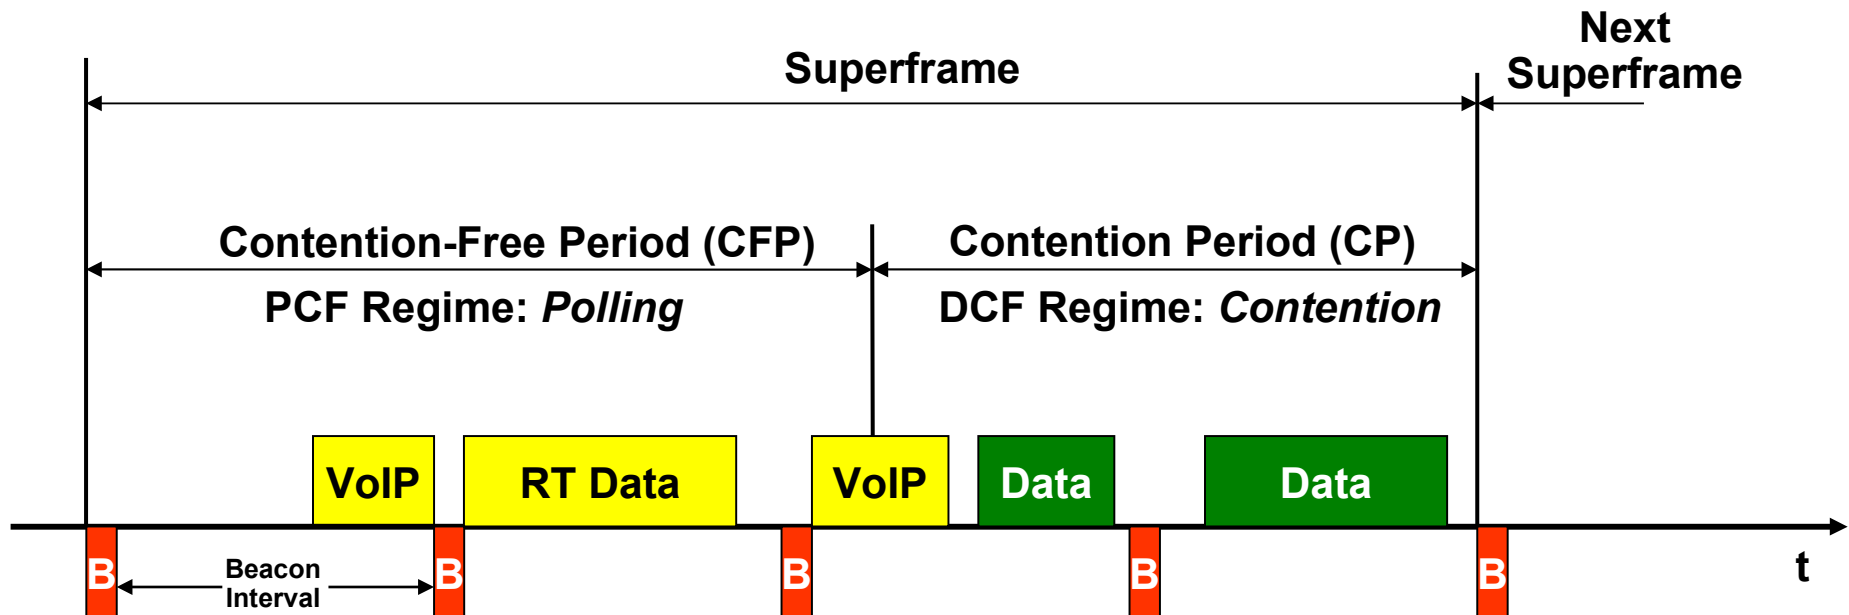 Superframe
Next
Superframe
Contention-Free Period (CFP)
Contention Period (CP)
PCF Regime: Polling
DCF Regime: Contention
VoIP
RT Data
VoIP
Data
Data
B
Beacon
Interval
B
B
B
B
t